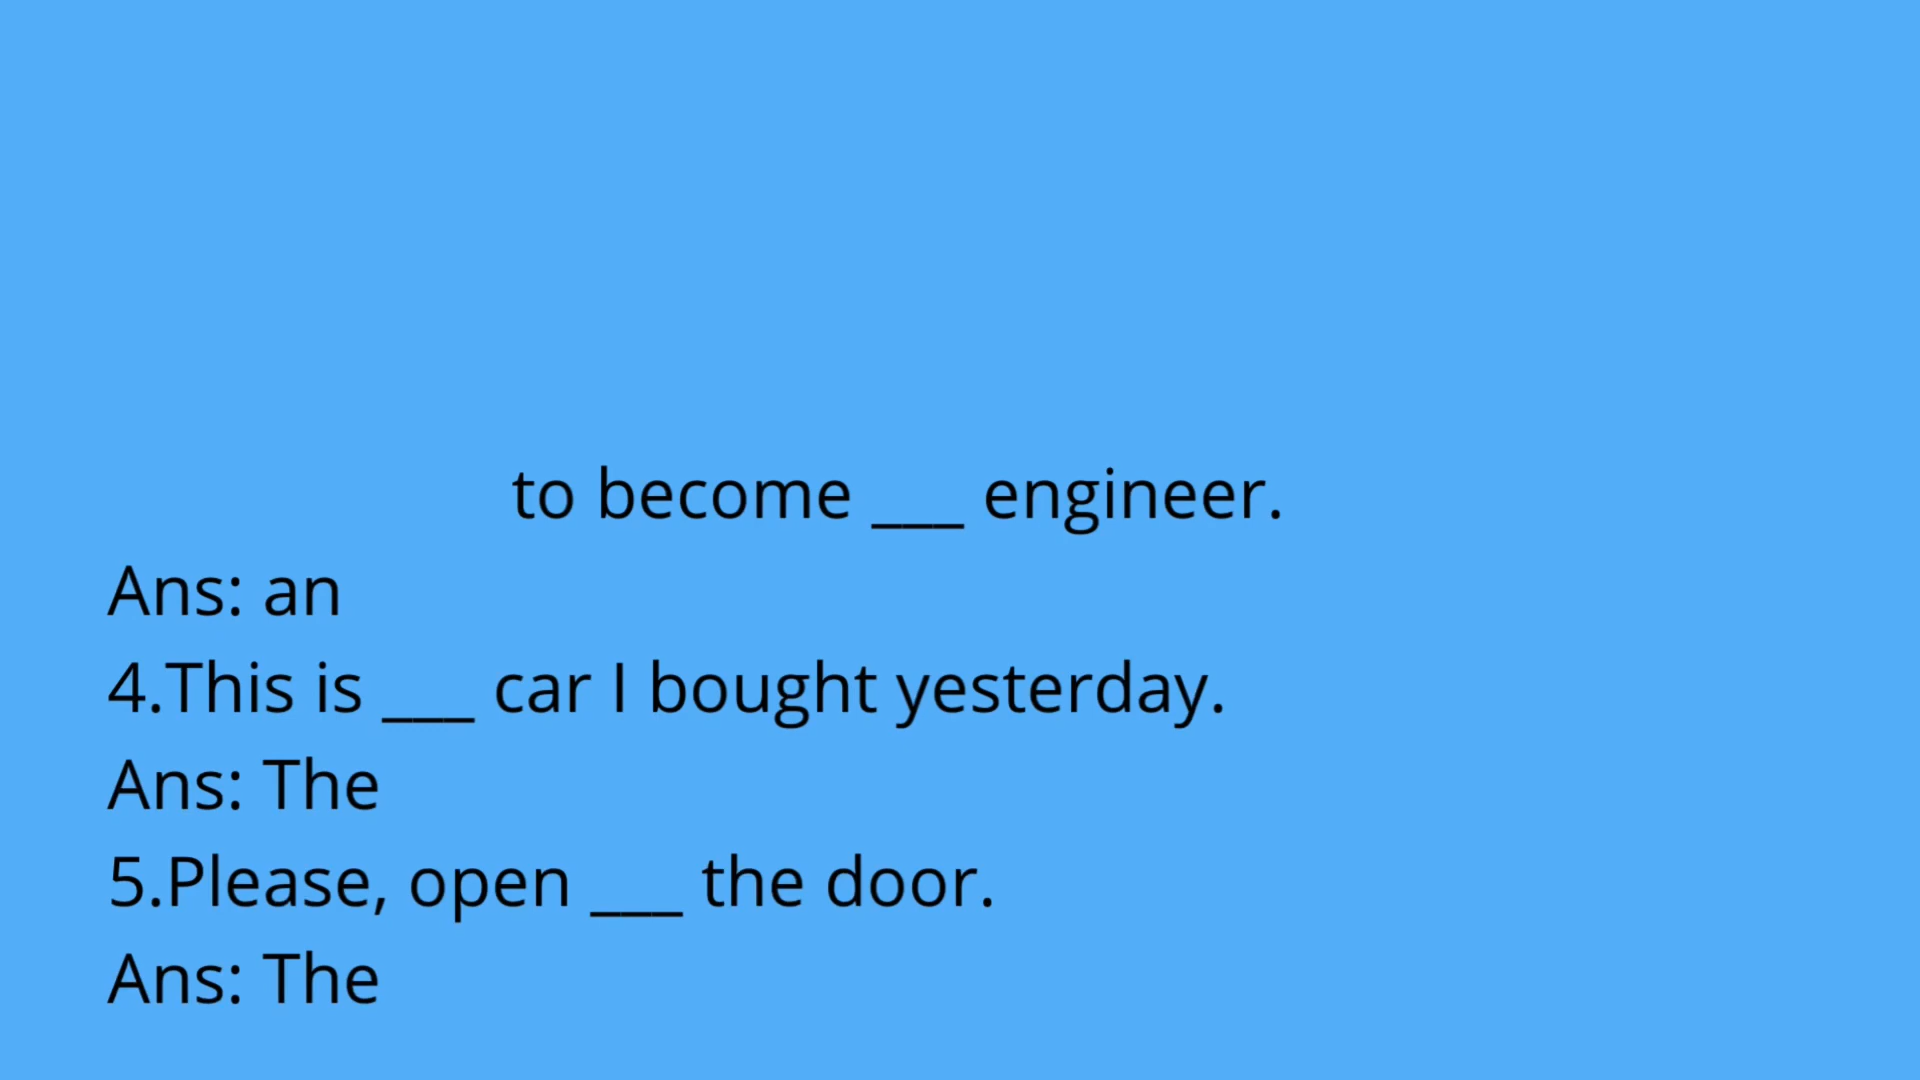 to become ___ engineer.
Ans: an
4.This is ___ car I bought yesterday.
Ans: The
5.Please, open ___ the door.
Ans: The